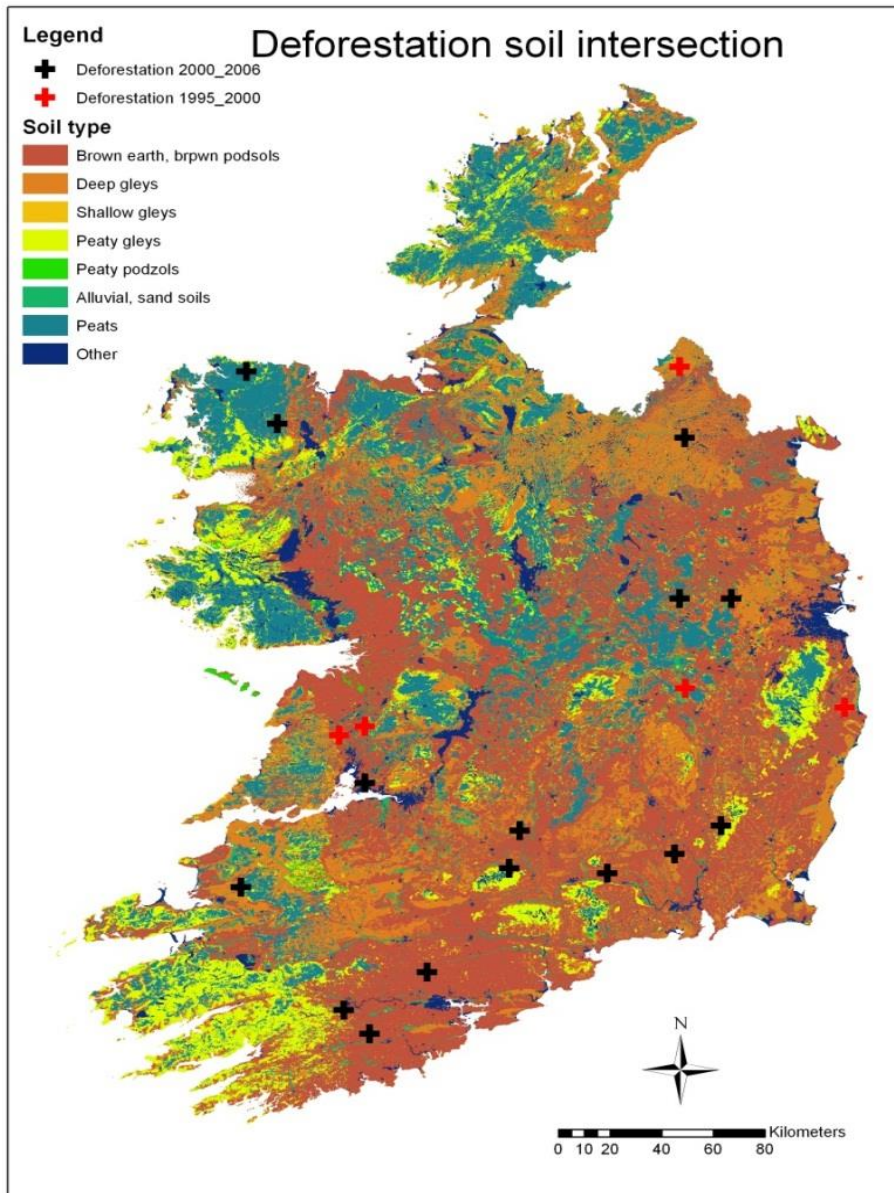 Legend
Deforestation soil intersection
Deforestation 2000_2006
Deforestation 1995_2000
Soil type
Brown earth, brpwn podsols
Deep gleys
Shallow gleys
Peaty gleys
Peaty podzols
Alluvial, sand soils
Peats
Other
N
Kilometers
0 10 20 40 60 80